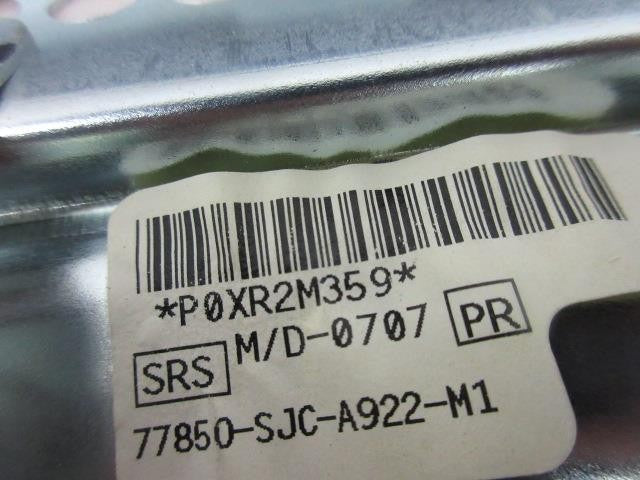 *P0XR2M359*
M/D-0707 PR
SRS
77850-SJC-A922-M1